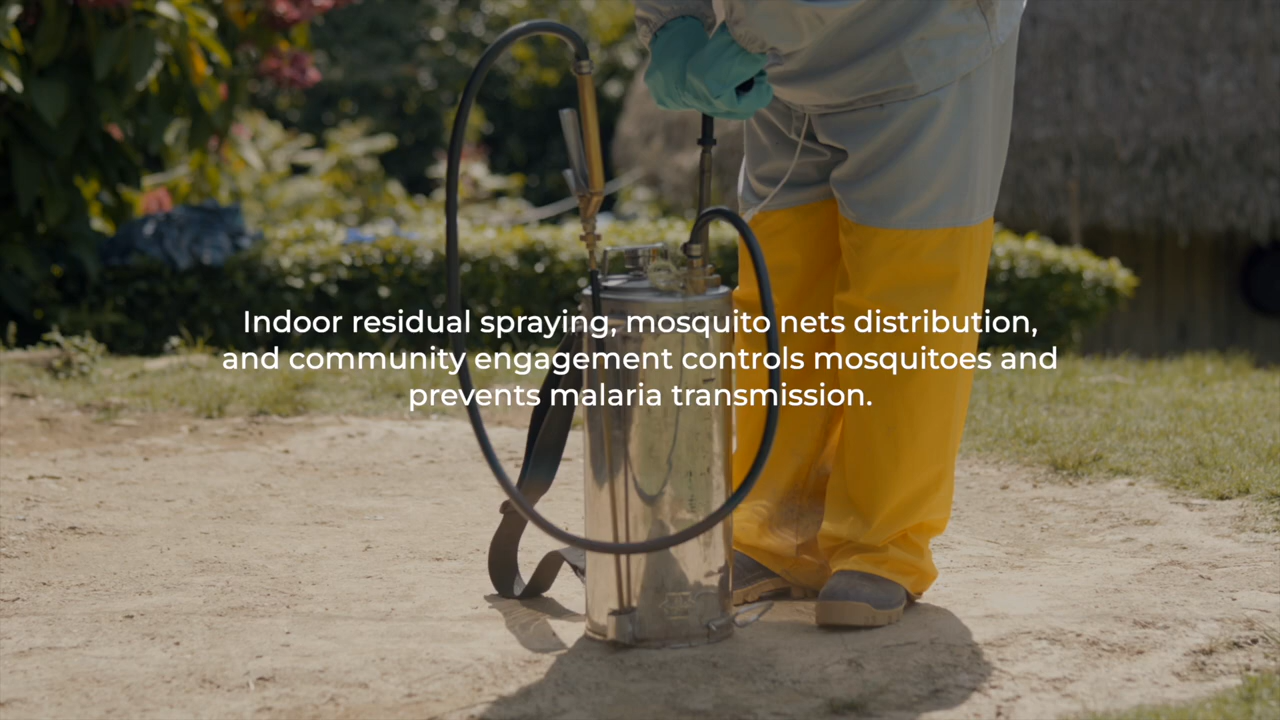 Indoor residual spraying, mosquito nets distribution,
and community engagement controls mosquitoes and
prevents malaria transmission.